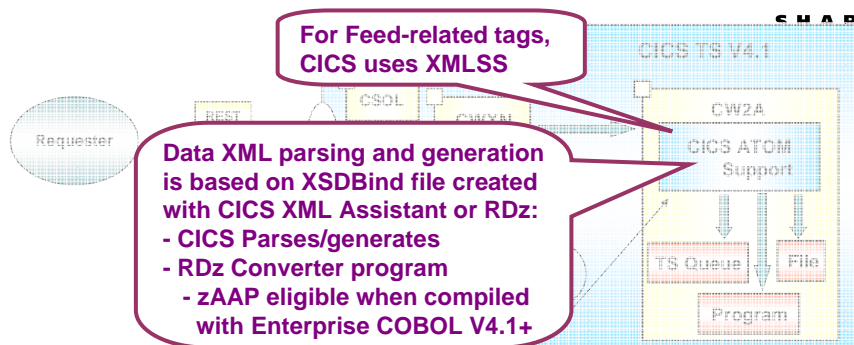 SHAR
For Feed-related tags,
CICS uses XMLSS
CICS TS V4.1
CSOL
CWXN
CW2A
REST
Requester
CICS ATOM
Support
Data XML parsing and generation
is based on XSDBind file created
with CICS XML Assistant or RDz:
- CICS Parses/generates
- RDz Converter program
- zAAP eligible when compiled
with Enterprise COBOL V4.1+
TS Queue
File
Program